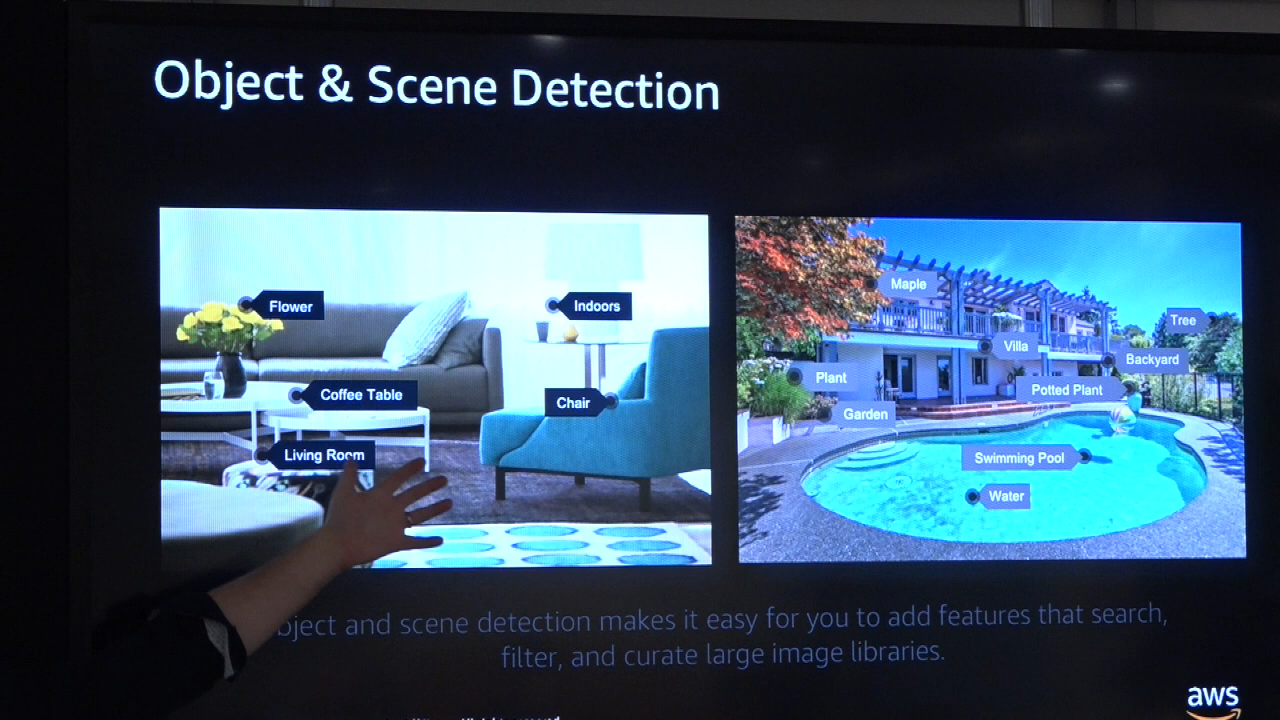 Object & Scene Detection
Flower
Indoors
Coffee Table
Chair
Living Room
Maple
Tree
Villa
Backyard
Plant
Potted Plant
Garden
Swimming Pool
Water
bject and scene detection makes it easy for you to add features that search,
filter, and curate large image libraries.
aws